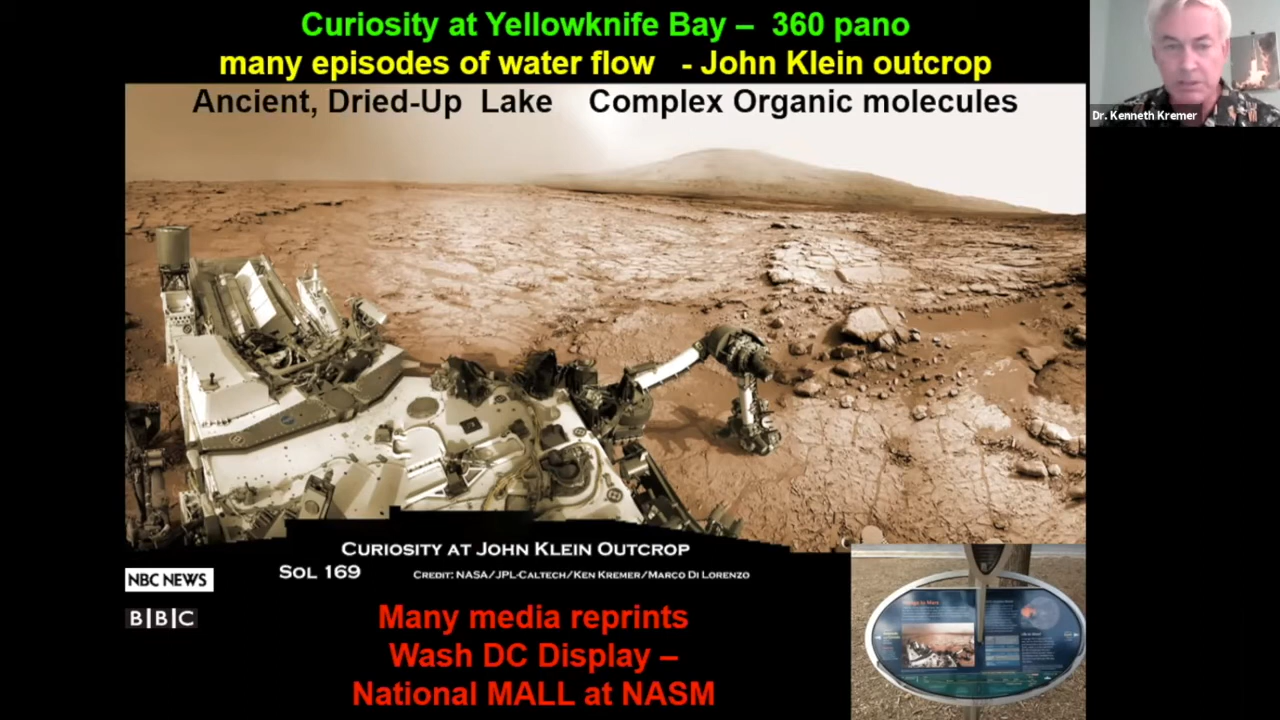 Curiosity at Yellowknife Bay – 360 pano
many episodes of water flow - John Klein outcrop
Ancient, Dried-Up Lake Complex Organic molecules
Dr. Kenneth Kremer
CURIOSITY AT JOHN KLEIN OUTCROP
SOL 169 CREDIT: NASA/JPL-CALTECH/KEN KREMER/MARCO DI LORENZO
NBC NEWS
BBC
Many media reprints
Wash DC Display –
National MALL at NASM